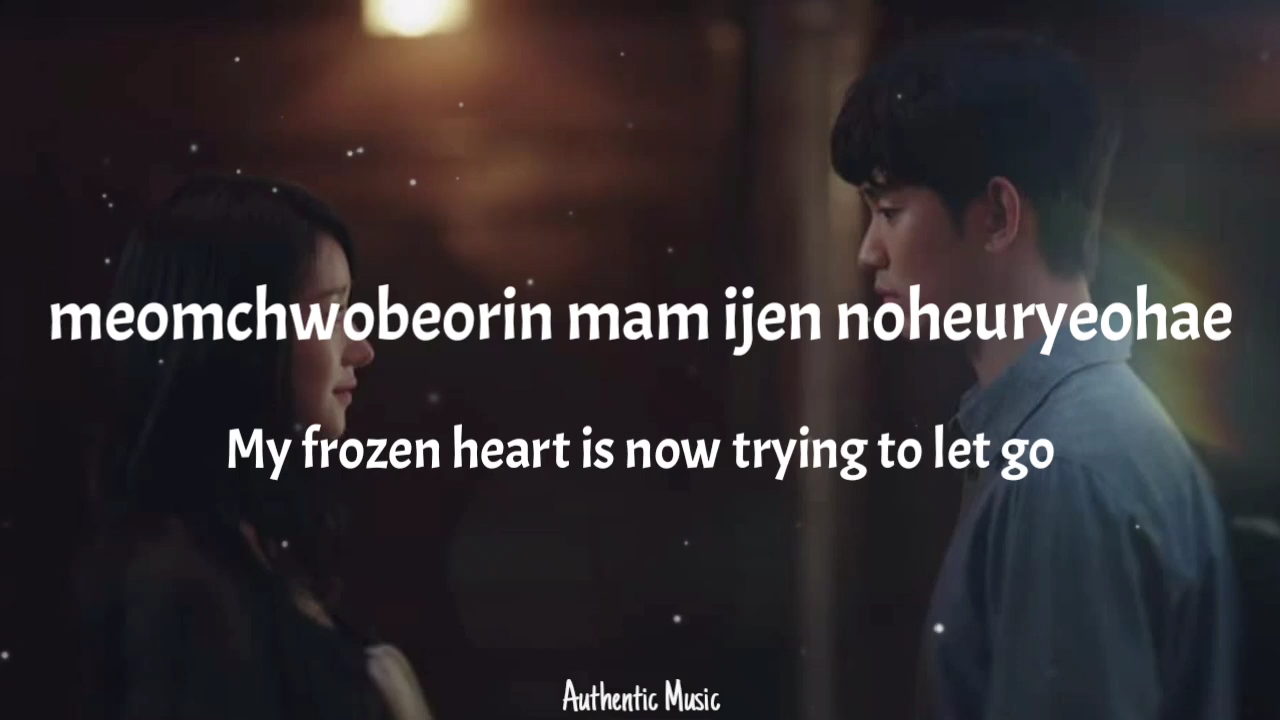 meomchwobeorin mam ijen noheuryeohae
My frozen heart is now trying to let go
Authentic Music